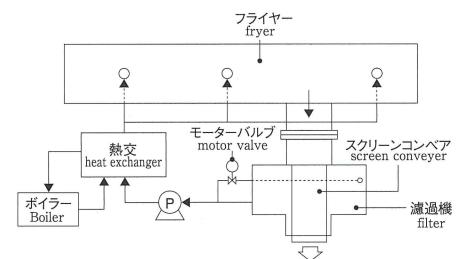 フライヤー
fryer
モーターバルブ
motor valve
スクリーンコンベア
screen conveyer
熱交
heat exchanger
ボイラー
Boiler
P
濾過機
filter